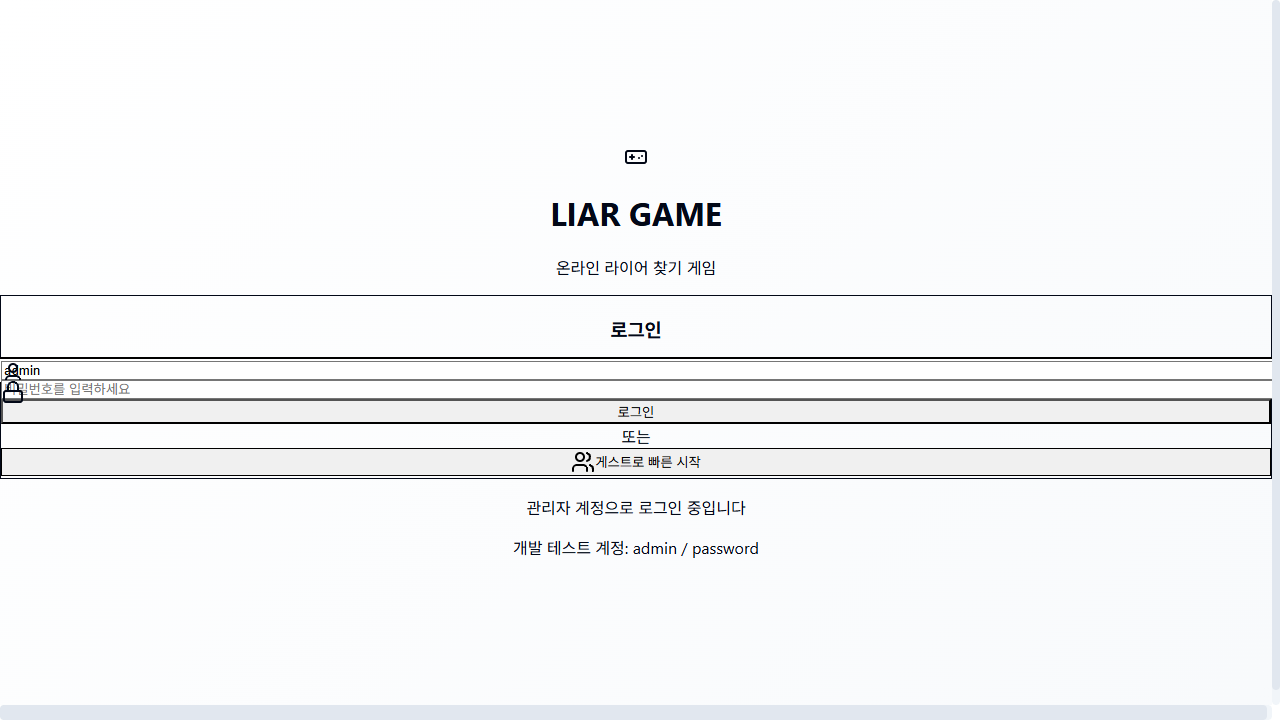 LIAR GAME
온라인 라이어 찾기 게임
로그인
admin
비밀번호를 입력하세요
로그인
또는
게스트로 빠른 시작
관리자 계정으로 로그인 중입니다
개발 테스트 계정: admin / password